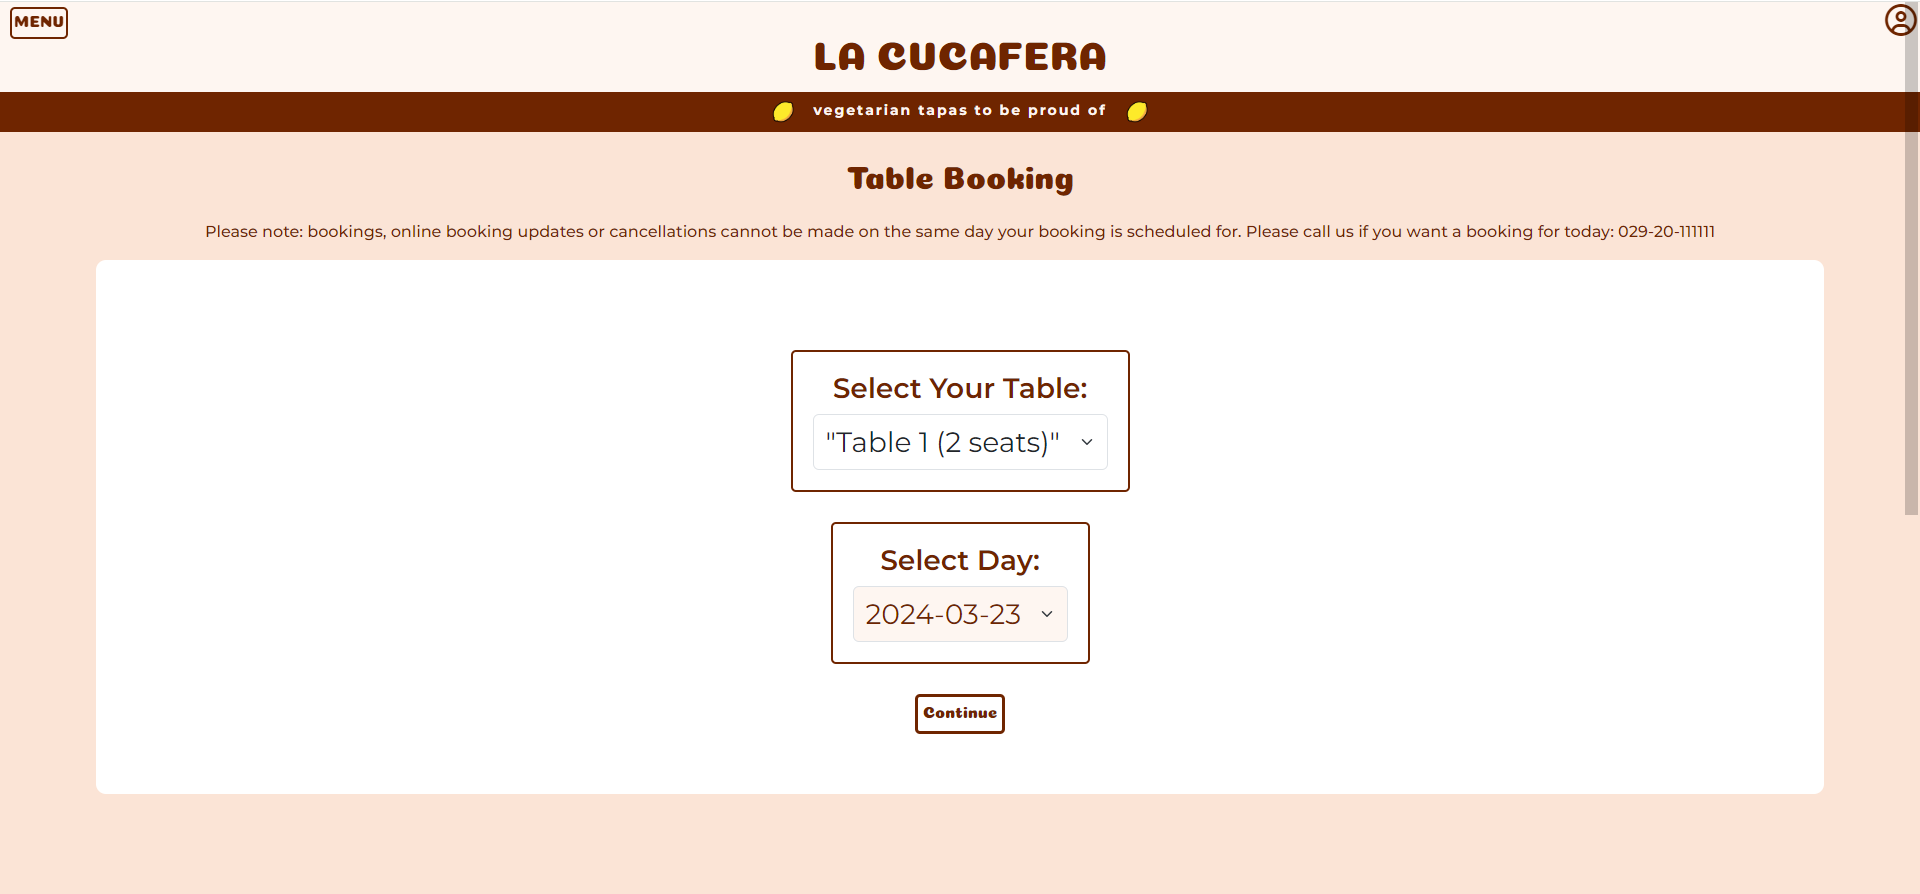 MENU
LA CUCAFERA
vegetarian tapas to be proud of
Table Booking
Please note: bookings, online booking updates or cancellations cannot be made on the same day your booking is scheduled for. Please call us if you want a booking for today: 029-20-111111
Select Your Table:
"Table 1 (2 seats)"
Select Day:
2024-03-23
Continue